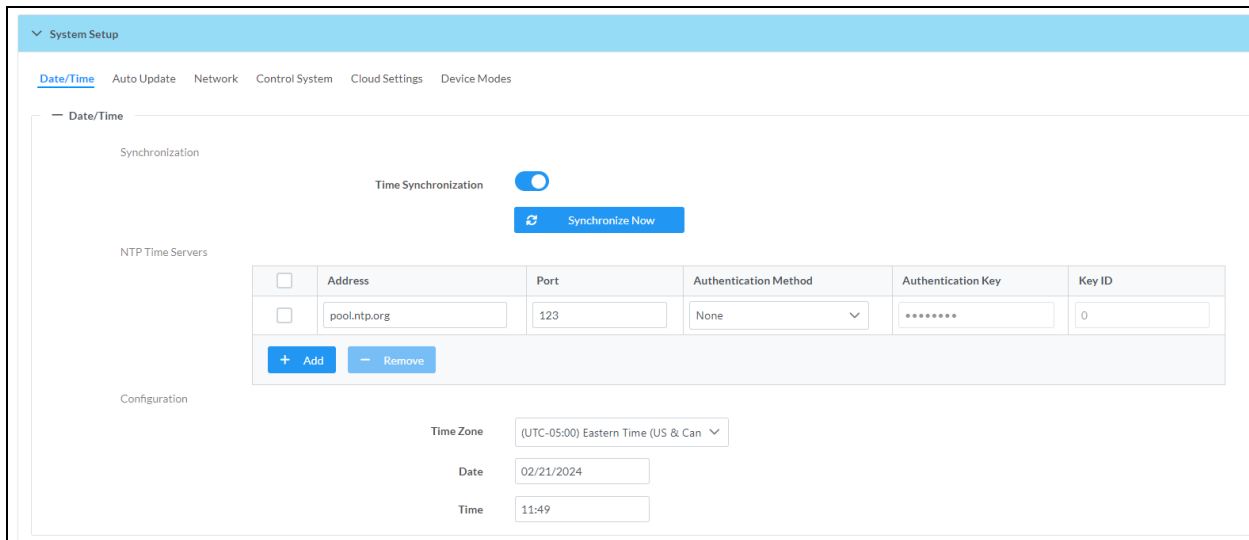 System Setup
Date/Time Auto Update Network Control System Cloud Settings Device Modes
Date/Time
Synchronization
Time Synchronization
Synchronize Now
NTP Time Servers
Address Port Authentication Method Authentication Key Key ID
pool.ntp.org 123 None •••••••• 0
+ Add − Remove
Configuration
Time Zone (UTC-05:00) Eastern Time (US & Can
Date 02/21/2024
Time 11:49